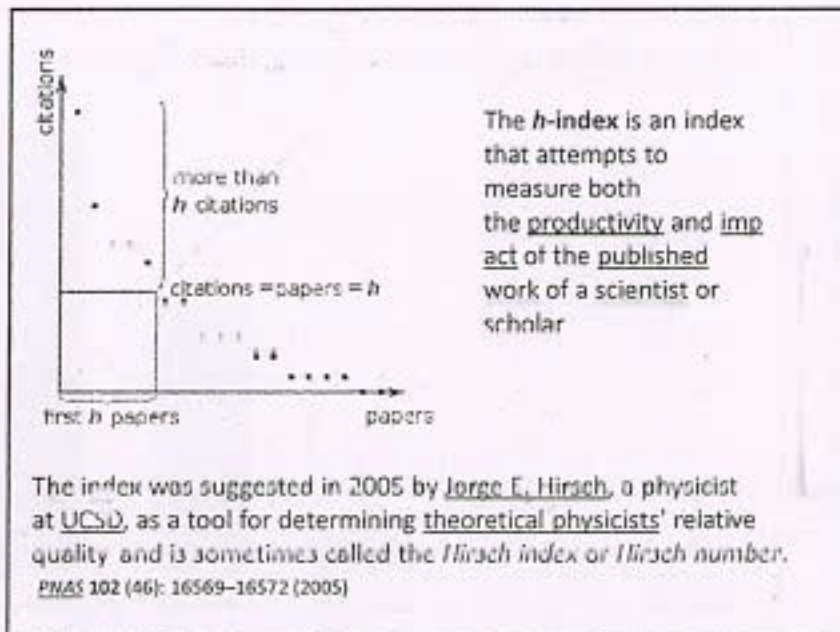 citations
more than
h citations
citations = papers = h
first h papers
papers
The h-index is an index
that attempts to
measure both
the productivity and imp
act of the published
work of a scientist or
scholar
The index was suggested in 2005 by Jorge E. Hirsch, a physicist
at UCSD, as a tool for determining theoretical physicists' relative
quality and is sometimes called the Hirsch index or Hirsch number.
PNAS 102 (46): 16569–16572 (2005)